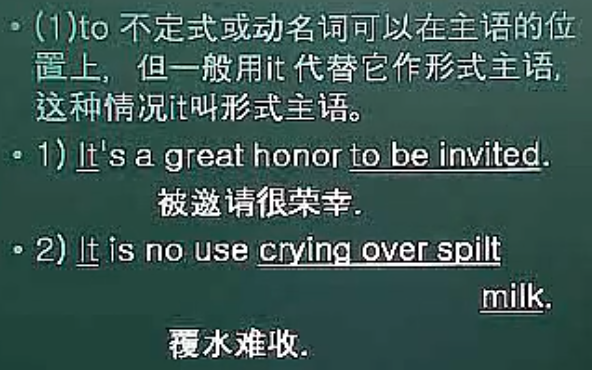 • (1)to 不定式或动名词可以在主语的位
置上, 但一般用it 代替它作形式主语,
这种情况it叫形式主语。
• 1) It's a great honor to be invited.
被邀请很荣幸.
• 2) It is no use crying over spilt
milk.
覆水难收.